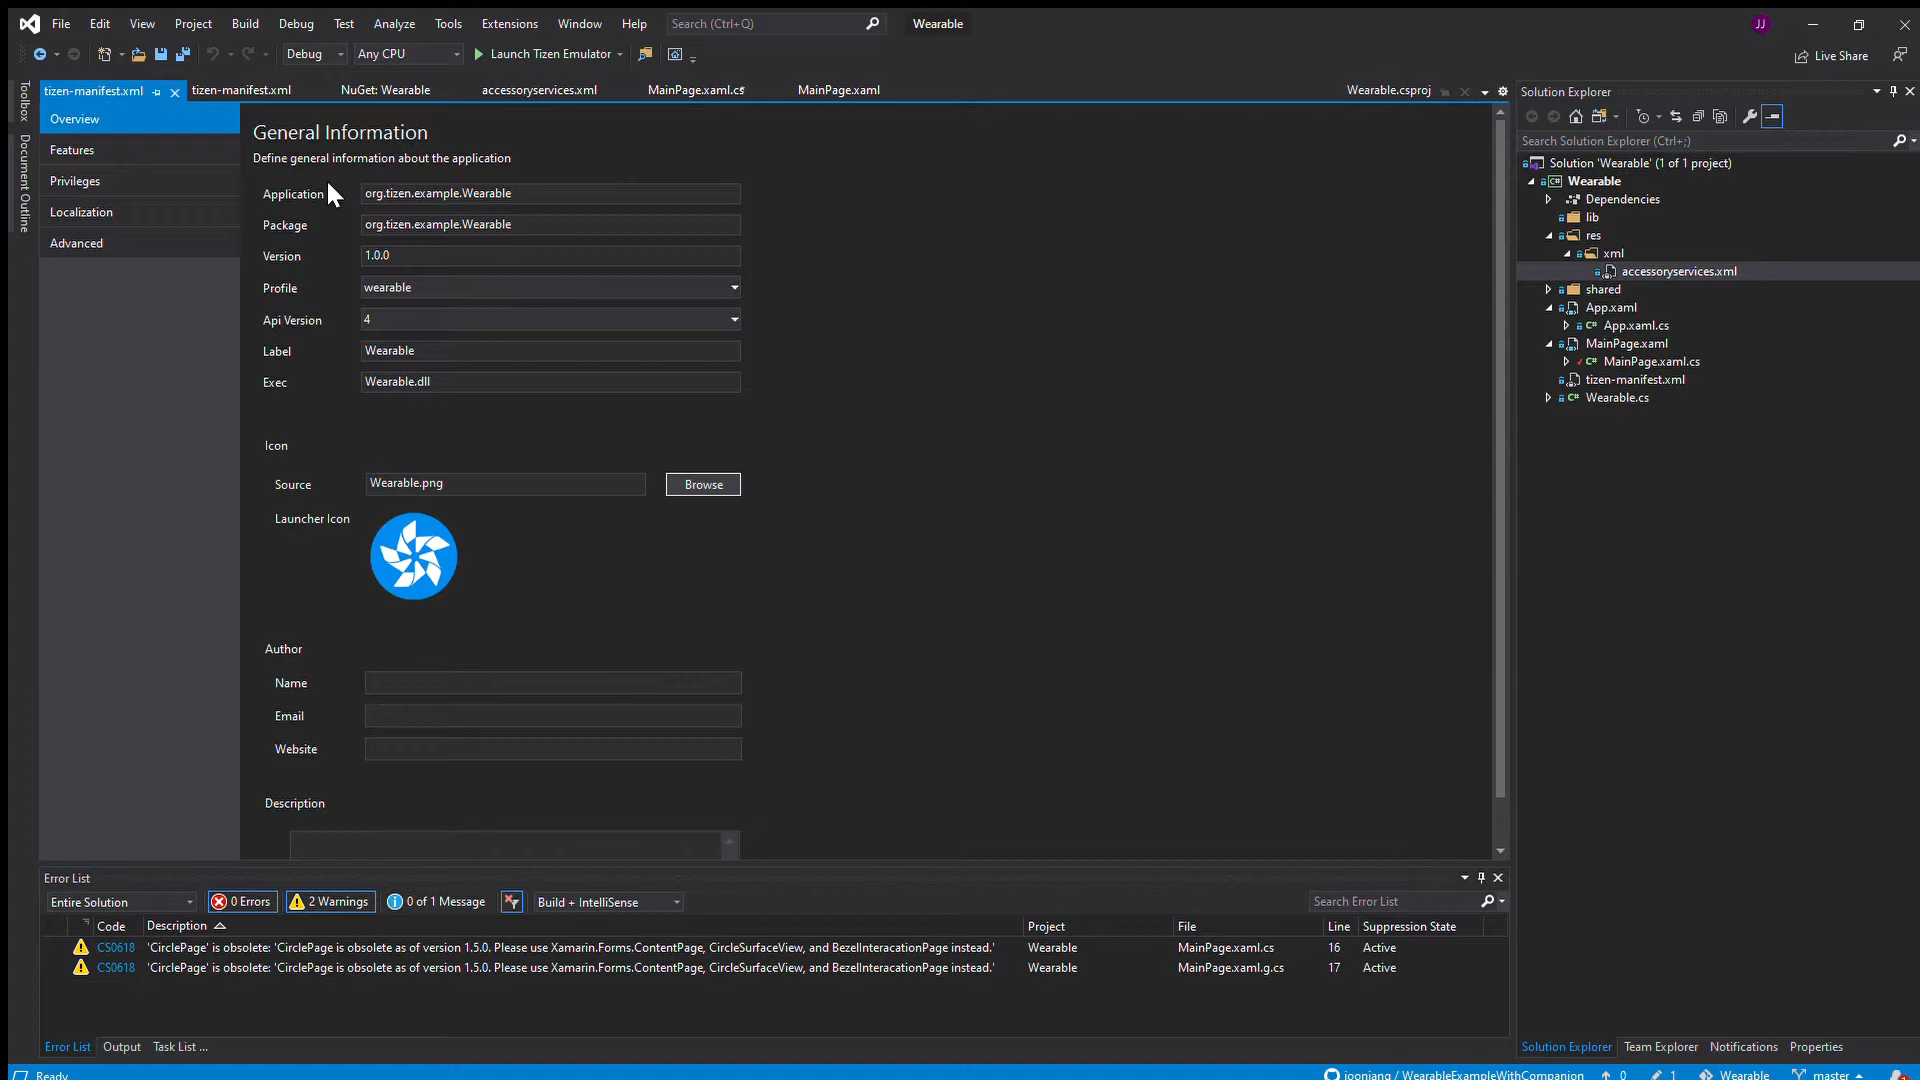 File Edit View Project Build Debug Test Analyze Tools Extensions Window Help Search (Ctrl+Q) Wearable JJ
Debug Any CPU Launch Tizen Emulator Live Share
Toolbox
Document Outline
tizen-manifest.xml tizen-manifest.xml NuGet: Wearable accessoryservices.xml MainPage.xaml.cs MainPage.xaml Wearable.csproj
Overview
Features
Privileges
Localization
Advanced
General Information
Define general information about the application
Application org.tizen.example.Wearable
Package org.tizen.example.Wearable
Version 1.0.0
Profile wearable
Api Version 4
Label Wearable
Exec Wearable.dll
Icon
Source Wearable.png Browse
Launcher Icon
Author
Name
Email
Website
Description
Solution Explorer
Search Solution Explorer (Ctrl+;)
Solution 'Wearable' (1 of 1 project)
C# Wearable
Dependencies
lib
res
xml
accessoryservices.xml
shared
App.xaml
C# App.xaml.cs
MainPage.xaml
C# MainPage.xaml.cs
tizen-manifest.xml
C# Wearable.cs
Error List
Entire Solution 0 Errors 2 Warnings 0 of 1 Message Build + IntelliSense Search Error List
Code Description Project File Line Suppression State
CS0618 'CirclePage' is obsolete: 'CirclePage is obsolete as of version 1.5.0. Please use Xamarin.Forms.ContentPage, CircleSurfaceView, and BezelInteracationPage instead.' Wearable MainPage.xaml.cs 16 Active
CS0618 'CirclePage' is obsolete: 'CirclePage is obsolete as of version 1.5.0. Please use Xamarin.Forms.ContentPage, CircleSurfaceView, and BezelInteracationPage instead.' Wearable MainPage.xaml.g.cs 17 Active
Error List Output Task List ...
Solution Explorer Team Explorer Notifications Properties
Ready joonjang / WearableExampleWithCompanion 0 1 Wearable master